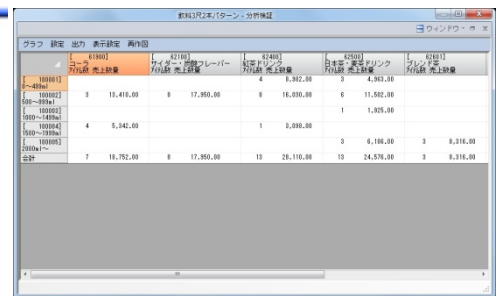 飲料3尺2本パターン - 分析検証
ウィンドウ
グラフ 設定 出力 表示設定 再作図
[ 61900] [ 62100] [ 62400] [ 62500] [ 62601]
コーラ サイダー・炭酸フレーバー 紅茶ドリンク 日本茶・麦茶ドリンク ブレンド茶
アイテム数 売上数量 アイテム数 売上数量 アイテム数 売上数量 アイテム数 売上数量 アイテム数 売上数量
[ 100001] 4 8,982.00 3 4,963.00
0～499ml
[ 100002] 3 13,410.00 8 17,950.00 8 16,030.00 6 11,502.00
500～999ml
[ 100003] 1 1,925.00
1000～1499ml
[ 100004] 4 5,342.00 1 3,098.00
1500～1999ml
[ 100005] 3 6,186.00 3 8,316.00
2000ml～
合計 7 18,752.00 8 17,950.00 13 28,110.00 13 24,576.00 3 8,316.00